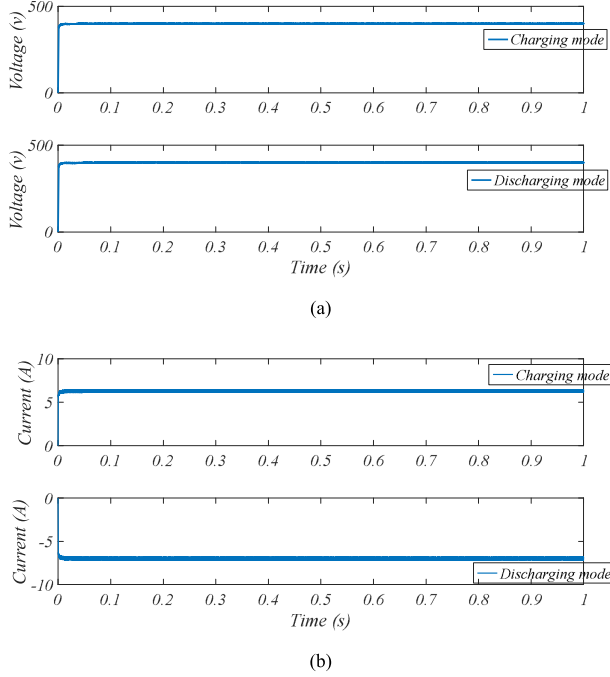 500
Voltage (v)
Charging mode
0
0 0.1 0.2 0.3 0.4 0.5 0.6 0.7 0.8 0.9 1
500
Voltage (v)
Discharging mode
0
0 0.1 0.2 0.3 0.4 0.5 0.6 0.7 0.8 0.9 1
Time (s)
(a)
10
Current (A)
Charging mode
5
0
0 0.1 0.2 0.3 0.4 0.5 0.6 0.7 0.8 0.9 1
0
Current (A)
-5
Discharging mode
-10
0 0.1 0.2 0.3 0.4 0.5 0.6 0.7 0.8 0.9 1
Time (s)
(b)